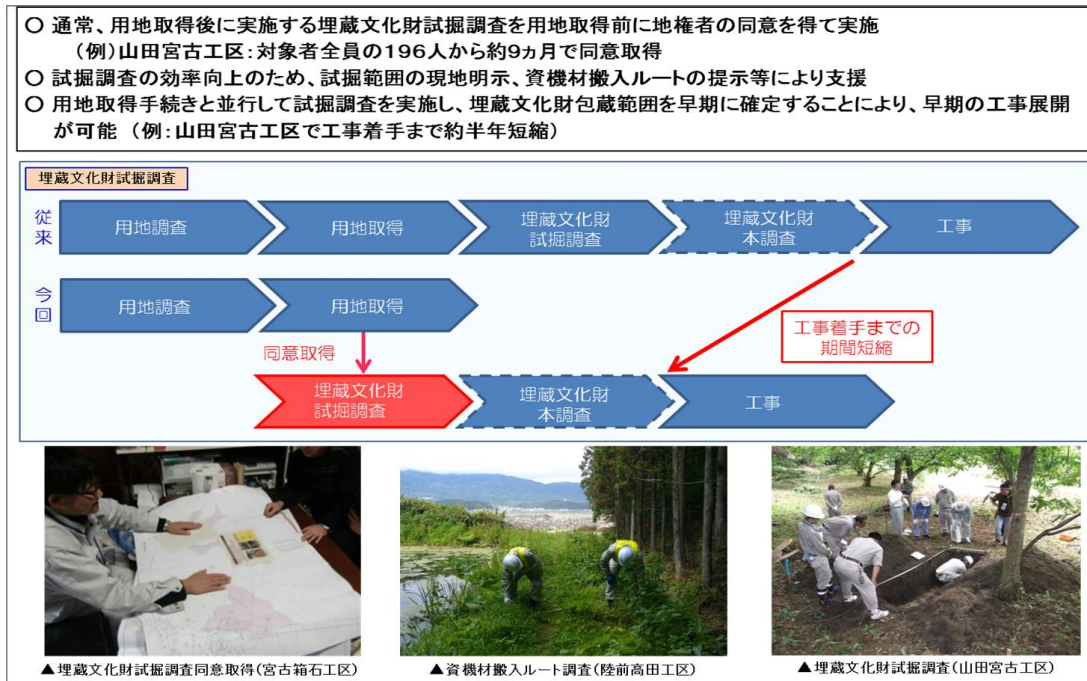 ○ 通常、用地取得後に実施する埋蔵文化財試掘調査を用地取得前に地権者の同意を得て実施
（例）山田宮古工区：対象者全員の１９６人から約９ヵ月で同意取得
○ 試掘調査の効率向上のため、試掘範囲の現地明示、資機材搬入ルートの提示等により支援
○ 用地取得手続きと並行して試掘調査を実施し、埋蔵文化財包蔵範囲を早期に確定することにより、早期の工事展開
が可能 （例：山田宮古工区で工事着手まで約半年短縮）
埋蔵文化財試掘調査
従来
用地調査
用地取得
埋蔵文化財
試掘調査
埋蔵文化財
本調査
工事
今回
用地調査
用地取得
同意取得
工事着手までの
期間短縮
埋蔵文化財
試掘調査
埋蔵文化財
本調査
工事
▲埋蔵文化財試掘調査同意取得（宮古箱石工区）
▲資機材搬入ルート調査（陸前高田工区）
▲埋蔵文化財試掘調査（山田宮古工区）